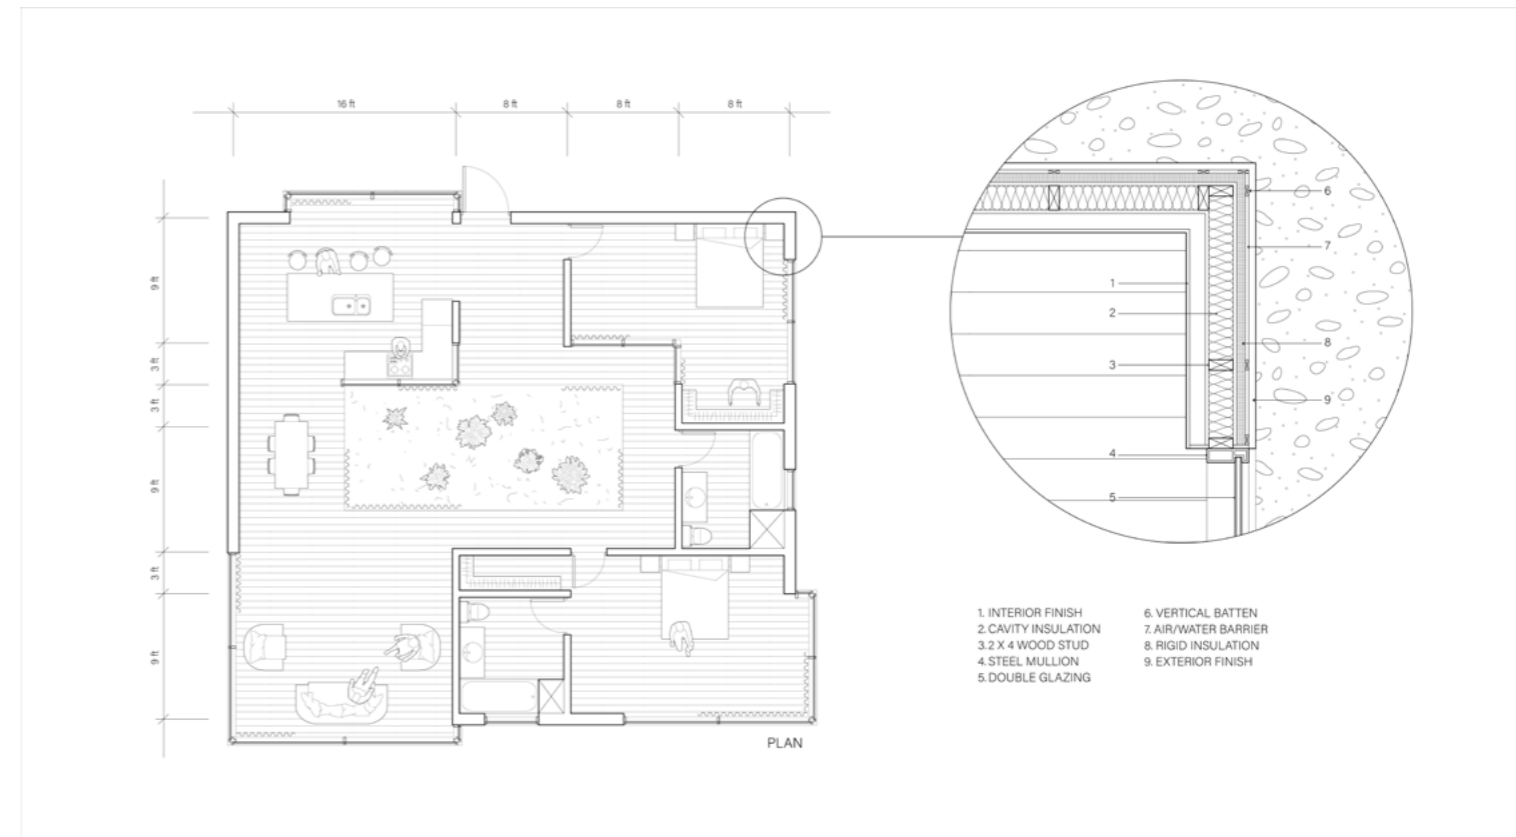 16 ft
8 ft
8 ft
8 ft
9 ft
3 ft
3 ft
9 ft
3 ft
9 ft
PLAN
1
2
3
4
5
6
7
8
9
1. INTERIOR FINISH
2. CAVITY INSULATION
3. 2 X 4 WOOD STUD
4. STEEL MULLION
5. DOUBLE GLAZING
6. VERTICAL BATTEN
7. AIR/WATER BARRIER
8. RIGID INSULATION
9. EXTERIOR FINISH